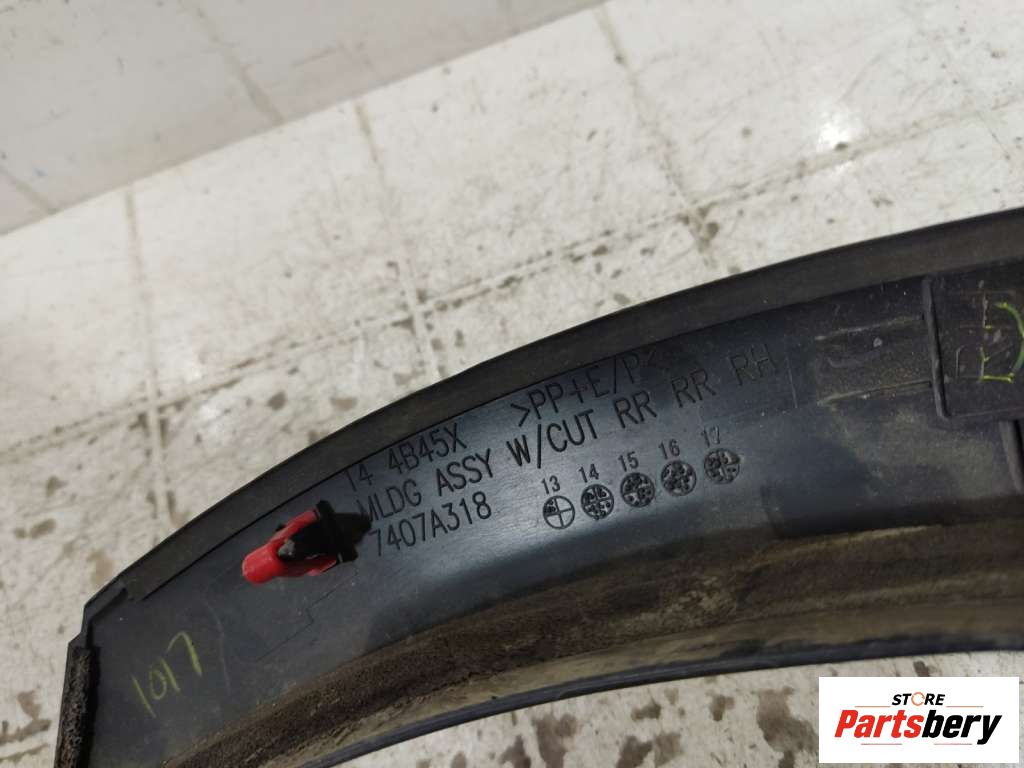 >PP+E/P<
14 4B45X
MLDG ASSY W/CUT RR RR RH
7407A318
13 14 15 16 17
1017
STORE
Partsbery